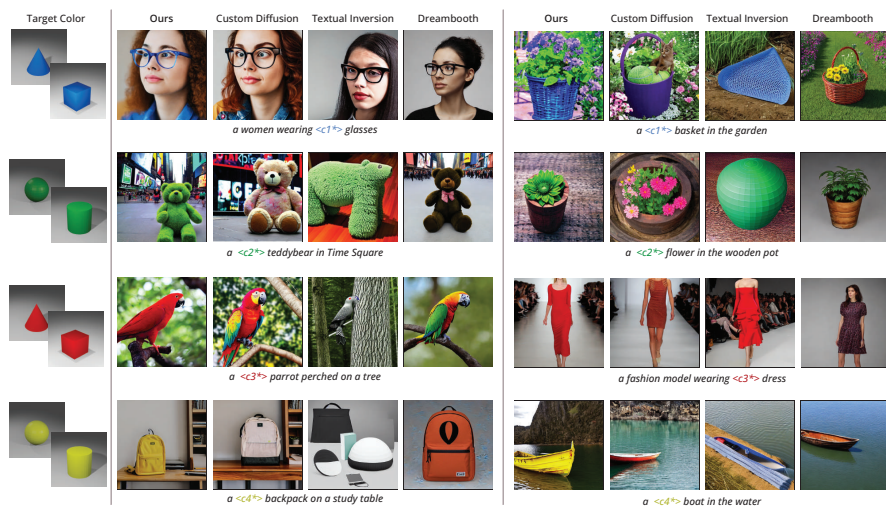 Target Color
Ours Custom Diffusion Textual Inversion Dreambooth
Ours Custom Diffusion Textual Inversion Dreambooth
a women wearing <c1*> glasses
a <c1*> basket in the garden
a <c2*> teddybear in Time Square
a <c2*> flower in the wooden pot
a <c3*> parrot perched on a tree
a fashion model wearing <c3*> dress
a <c4*> backpack on a study table
a <c4*> boat in the water